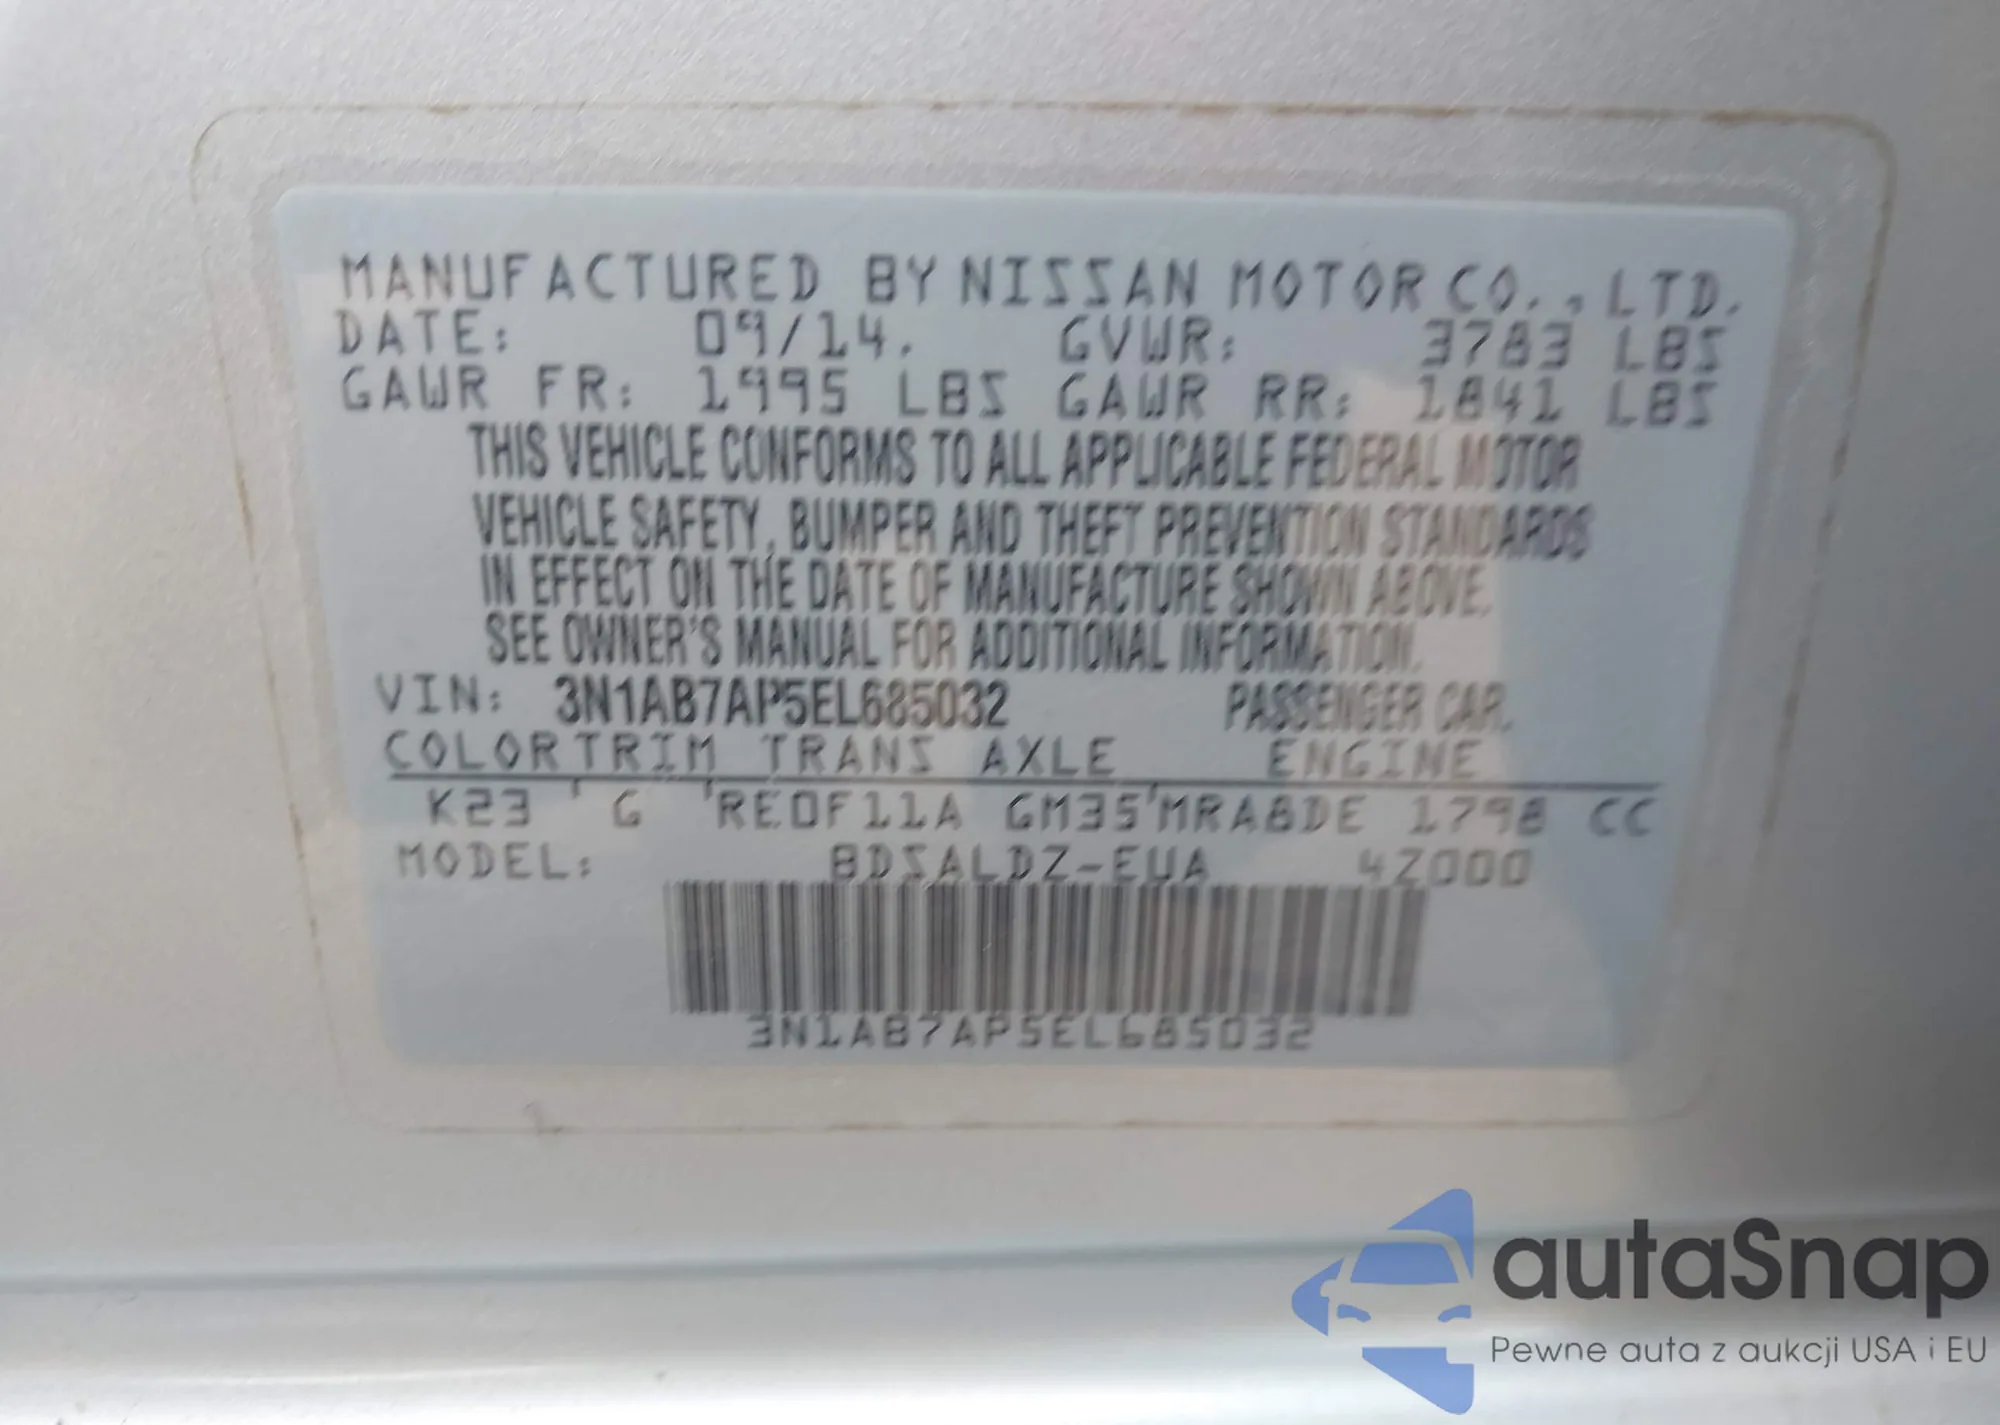 MANUFACTURED BY NISSAN MOTOR CO., LTD.
DATE: 09/14. GVWR: 3783 LBS
GAWR FR: 1995 LBS GAWR RR: 1841 LBS
THIS VEHICLE CONFORMS TO ALL APPLICABLE FEDERAL MOTOR
VEHICLE SAFETY, BUMPER AND THEFT PREVENTION STANDARDS
IN EFFECT ON THE DATE OF MANUFACTURE SHOWN ABOVE.
SEE OWNER'S MANUAL FOR ADDITIONAL INFORMATION.
VIN: 3N1AB7AP5EL685032 PASSENGER CAR.
COLOR TRIM TRANS AXLE ENGINE
K23 ' G 'RE0F11A GM35'MRA8DE 1798 CC
MODEL: BDSALDZ-EUA 4Z000
3N1AB7AP5EL685032
autaSnap
Pewne auta z aukcji USA i EU